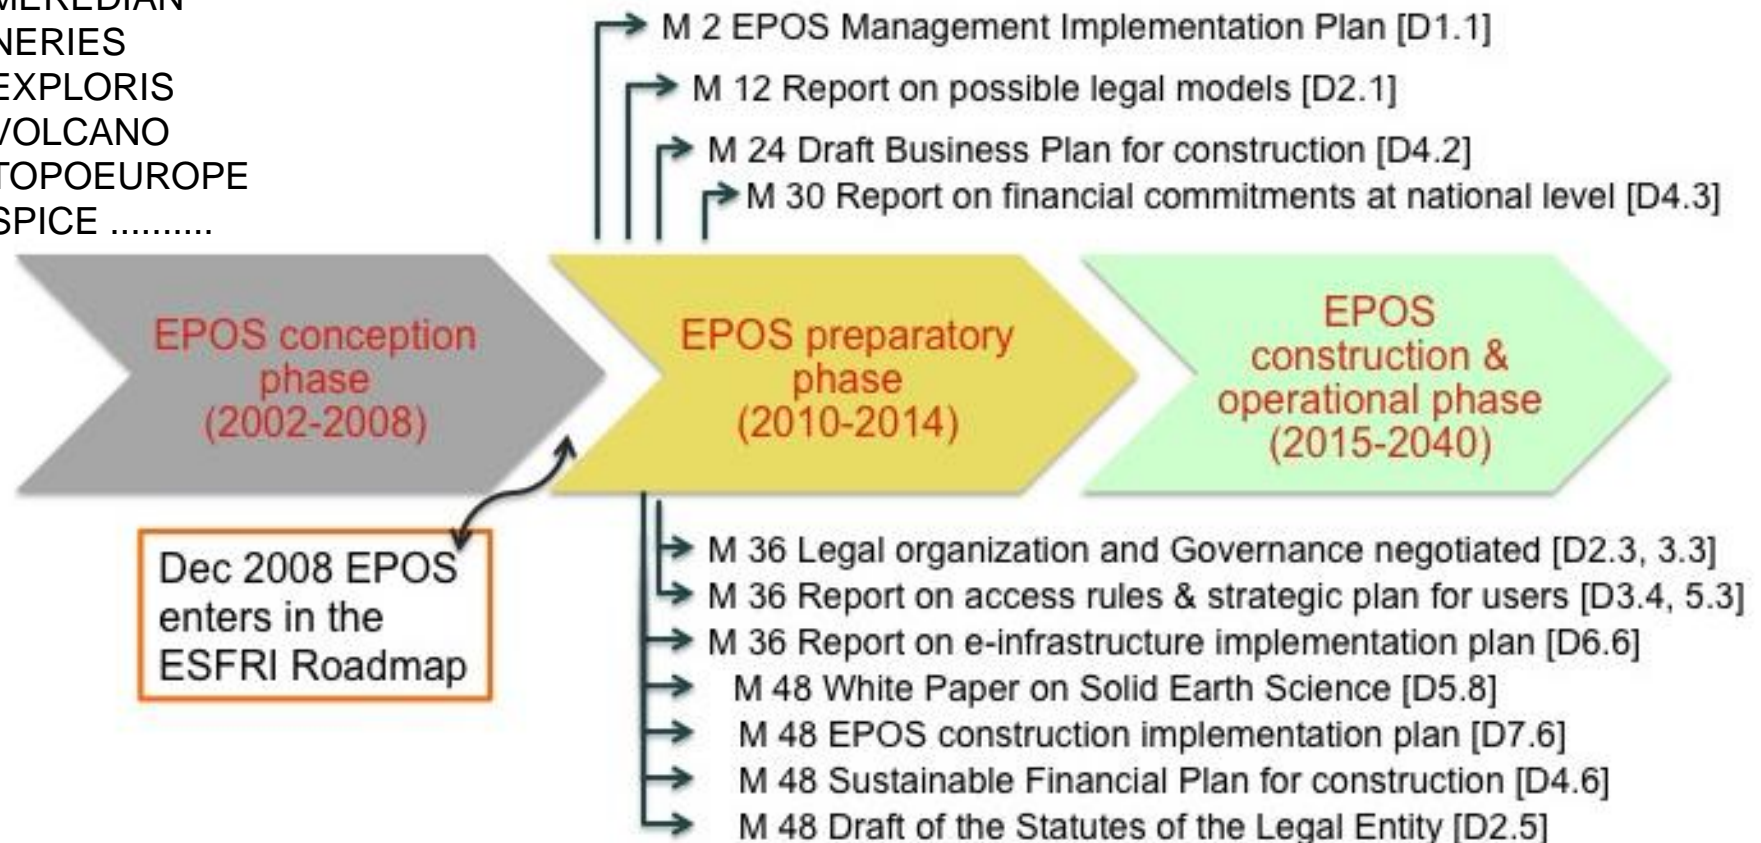 MEREDIAN
NERIES
EXPLORIS
VOLCANO
TOPOEUROPE
SPICE ..........
M 2 EPOS Management Implementation Plan [D1.1]
M 12 Report on possible legal models [D2.1]
M 24 Draft Business Plan for construction [D4.2]
M 30 Report on financial commitments at national level [D4.3]
EPOS conception
phase
(2002-2008)
EPOS preparatory
phase
(2010-2014)
EPOS
construction &
operational phase
(2015-2040)
Dec 2008 EPOS
enters in the
ESFRI Roadmap
M 36 Legal organization and Governance negotiated [D2.3, 3.3]
M 36 Report on access rules & strategic plan for users [D3.4, 5.3]
M 36 Report on e-infrastructure implementation plan [D6.6]
M 48 White Paper on Solid Earth Science [D5.8]
M 48 EPOS construction implementation plan [D7.6]
M 48 Sustainable Financial Plan for construction [D4.6]
M 48 Draft of the Statutes of the Legal Entity [D2.5]